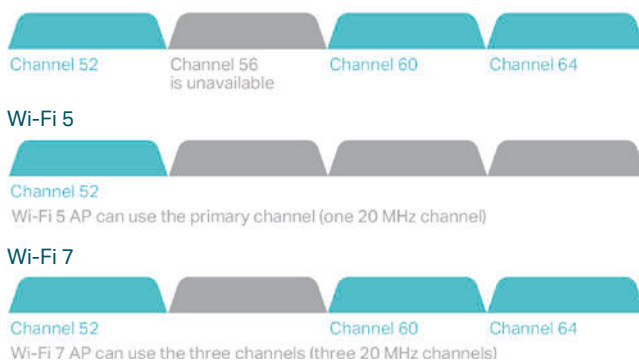 Channel 52 Channel 56 Channel 60 Channel 64
is unavailable
Wi-Fi 5
Channel 52
Wi-Fi 5 AP can use the primary channel (one 20 MHz channel)
Wi-Fi 7
Channel 52 Channel 60 Channel 64
Wi-Fi 7 AP can use the three channels (three 20 MHz channels)